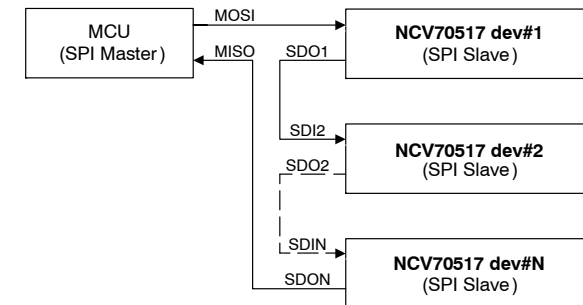 MCU
(SPI Master)
MOSI
MISO
NCV70517 dev#1
(SPI Slave)
SDO1
SDI2
NCV70517 dev#2
(SPI Slave)
SDO2
SDIN
NCV70517 dev#N
(SPI Slave)
SDON